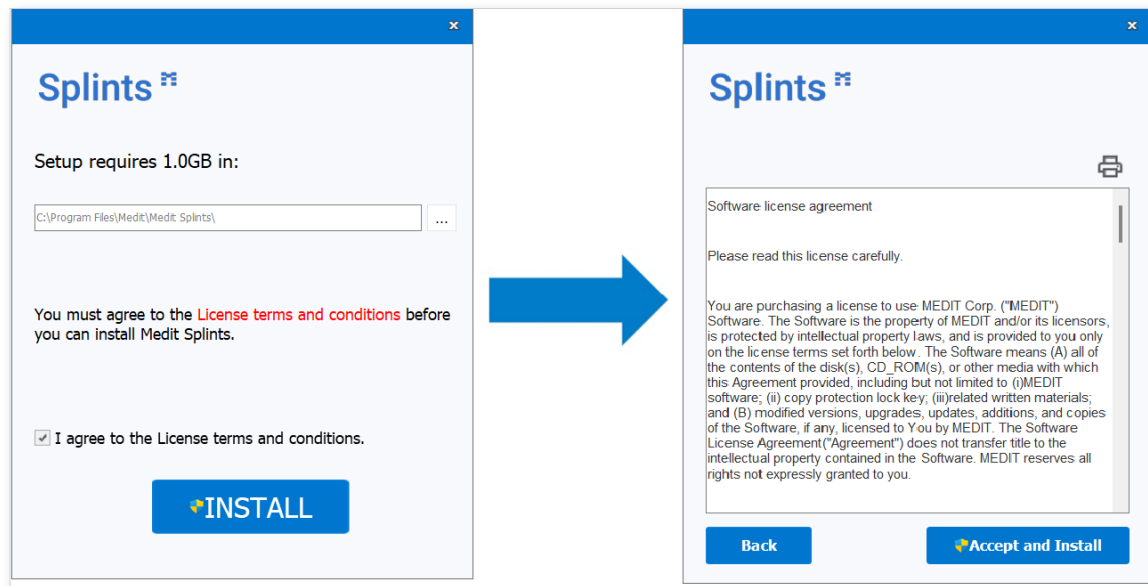 Splints
Setup requires 1.0GB in:
C:\Program Files\Medit\Medit Splints\
...
You must agree to the License terms and conditions before
you can install Medit Splints.
I agree to the License terms and conditions.
INSTALL
Splints
Software license agreement
Please read this license carefully.
You are purchasing a license to use MEDIT Corp. ("MEDIT")
Software. The Software is the property of MEDIT and/or its licensors,
is protected by intellectual property laws, and is provided to you only
on the license terms set forth below. The Software means (A) all of
the contents of the disk(s), CD_ROM(s), or other media with which
this Agreement provided, including but not limited to (i)MEDIT
software; (ii) copy protection lock key; (iii)related written materials;
and (B) modified versions, upgrades, updates, additions, and copies
of the Software, if any, licensed to You by MEDIT. The Software
License Agreement("Agreement") does not transfer title to the
intellectual property contained in the Software. MEDIT reserves all
rights not expressly granted to you.
Back
Accept and Install